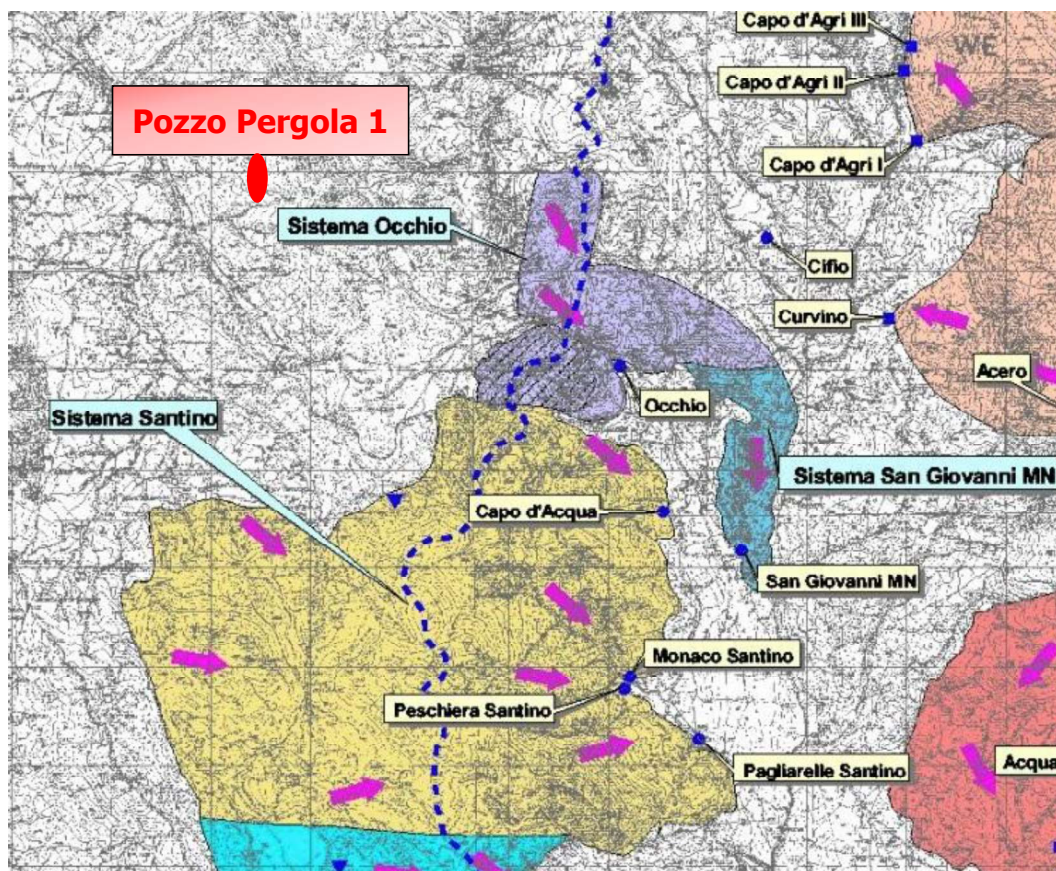 Capo d'Agri III
WE
Capo d'Agri II
Pozzo Pergola 1
Capo d'Agri I
Sistema Occhio
Cifio
Curvino
Acero
Occhio
Sistema Santino
Sistema San Giovanni MN
Capo d'Acqua
San Giovanni MN
Monaco Santino
Peschiera Santino
Pagliarelle Santino
Acqua